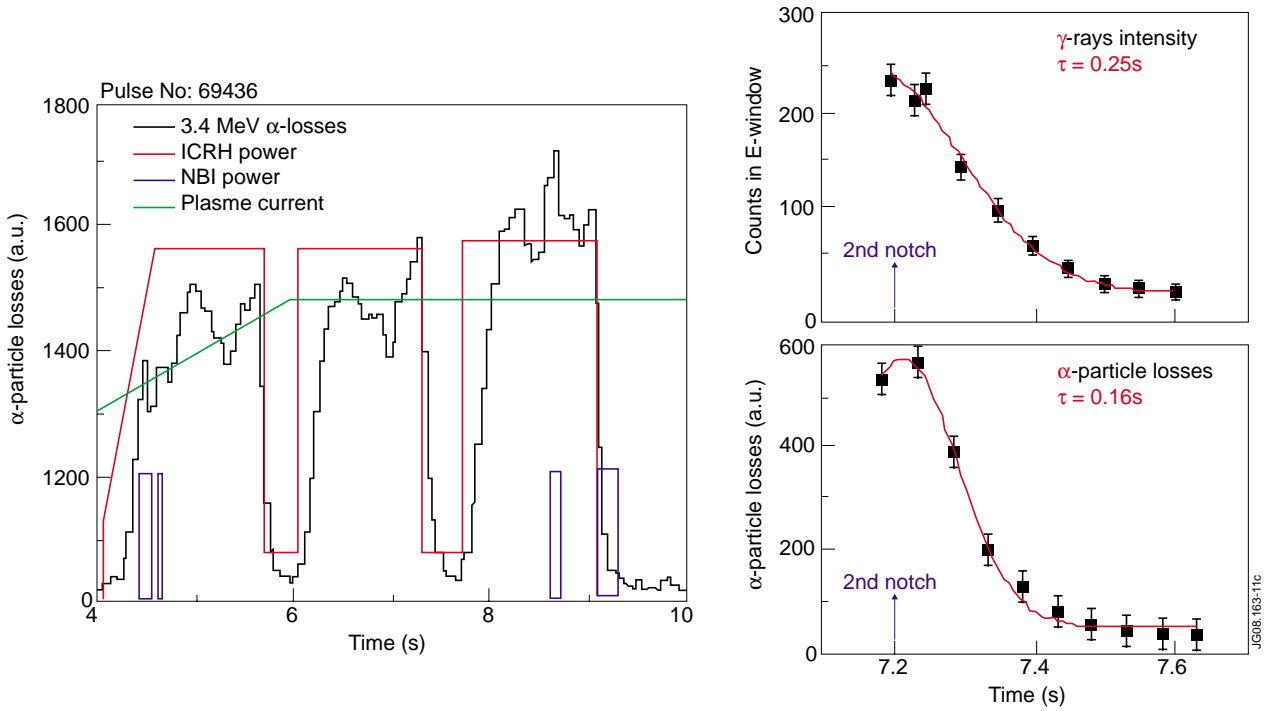 Pulse No: 69436
1800
1600
1400
1200
0
α-particle losses (a.u.)
3.4 MeV α-losses
ICRH power
NBI power
Plasme current
4
6
8
10
Time (s)
300
200
100
0
Counts in E-window
γ-rays intensity
τ = 0.25s
2nd notch
600
400
200
0
α-particle losses (a.u.)
α-particle losses
τ = 0.16s
2nd notch
7.2
7.4
7.6
Time (s)
JG08.163-11c